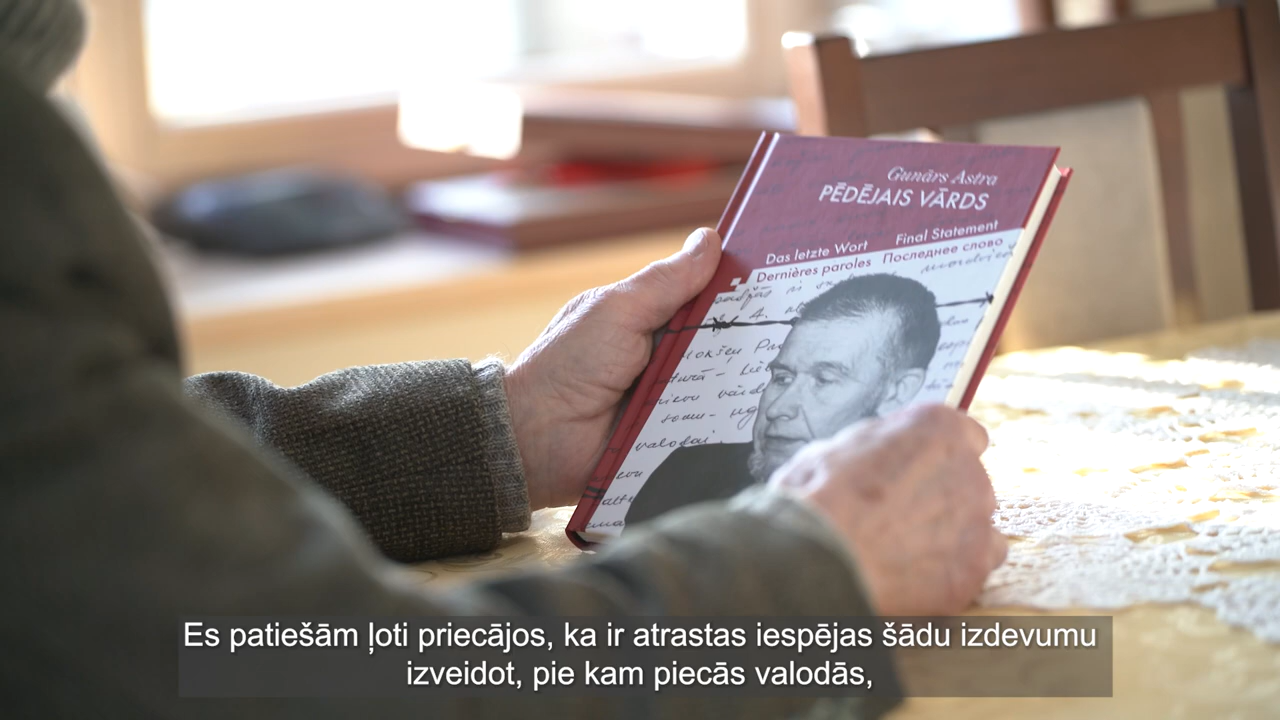 Gunārs Astra
PĒDĒJAIS VĀRDS
Das letzte Wort Final Statement
Dernières paroles Последнее слово
valodai.
Es patiešām ļoti priecājos, ka ir atrastas iespējas šādu izdevumu
izveidot, pie kam piecās valodās,